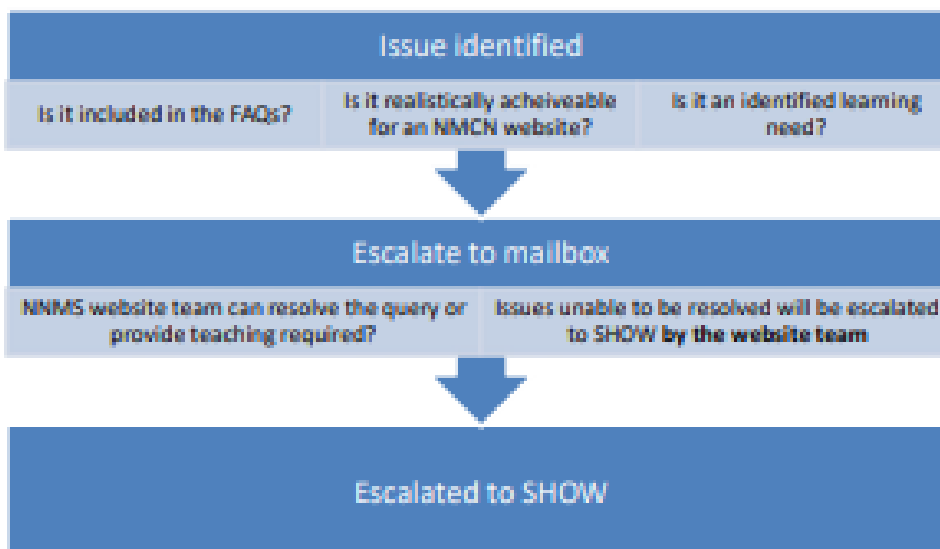 Issue identified
Is it included in the FAQs?
Is it realistically acheiveable
for an NMCN website?
Is it an identified learning
need?
Escalate to mailbox
NNMS website team can resolve the query or
provide teaching required?
Issues unable to be resolved will be escalated
to SHOW by the website team
Escalated to SHOW